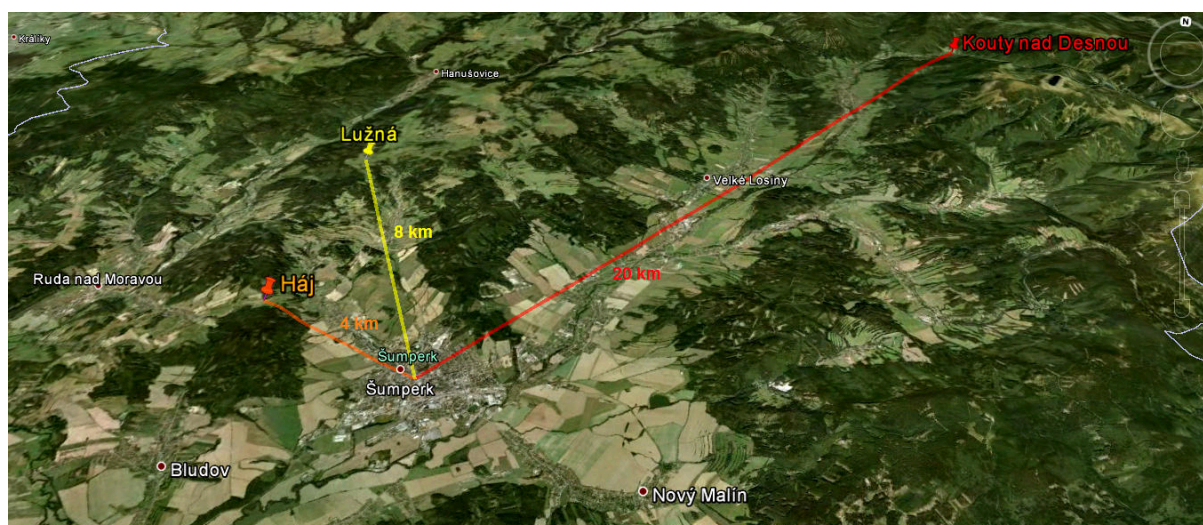 Králíky
N
Kouty nad Desnou
Hanušovice
Lužná
Velké Losiny
8 km
20 km
Ruda nad Moravou
Háj
4 km
Šumperk
Šumperk
Bludov
Nový Malín